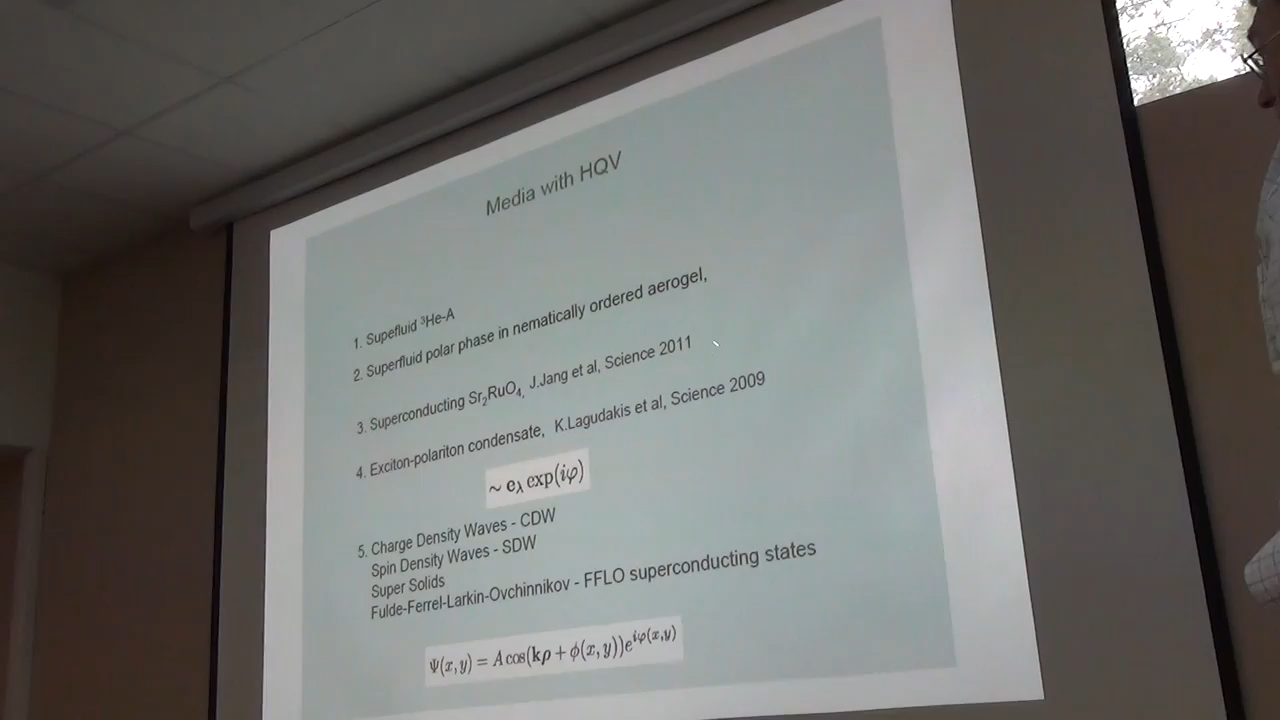 Media with HQV
1. Supefluid ³He-A
2. Superfluid polar phase in nematically ordered aerogel,
3. Superconducting Sr₂RuO₄, J.Jang et al, Science 2011
4. Exciton-polariton condensate, K.Lagudakis et al, Science 2009
~ e_λ exp(iφ)
5. Charge Density Waves - CDW
Spin Density Waves - SDW
Super Solids
Fulde-Ferrel-Larkin-Ovchinnikov - FFLO superconducting states
Ψ(x, y) = A cos(kρ + ϕ(x, y))e^{iφ(x,y)}